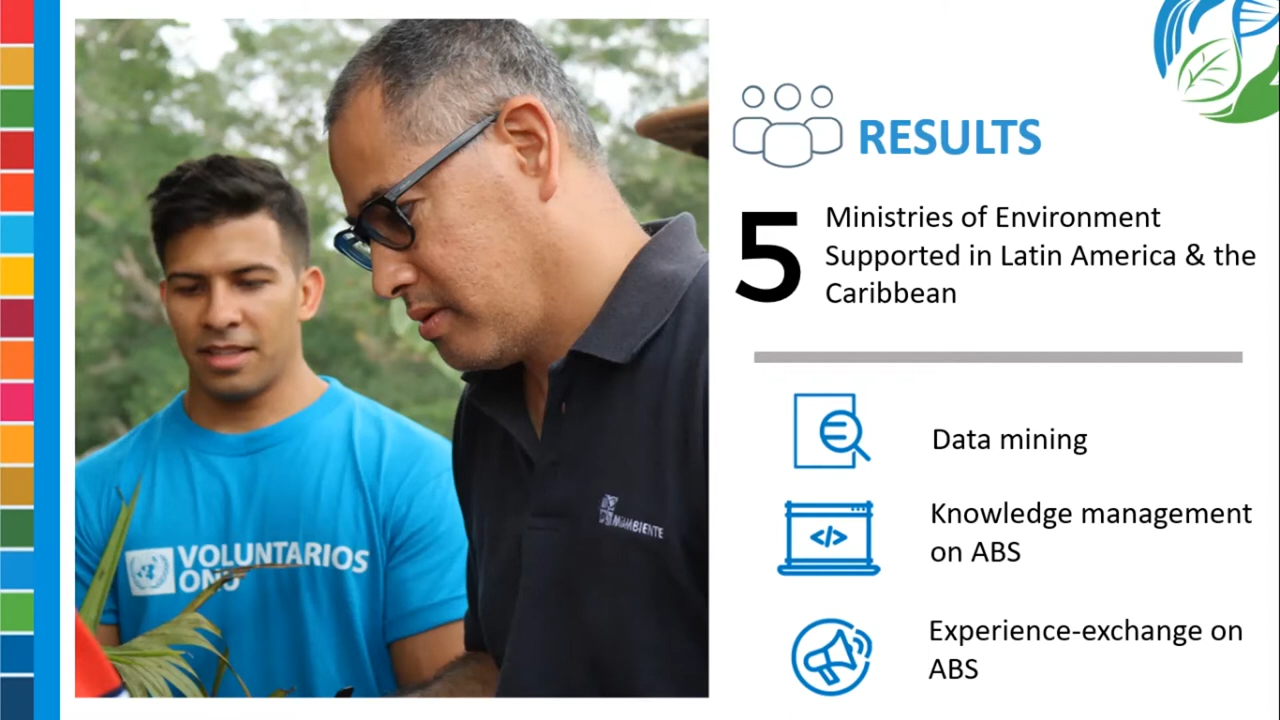 RESULTS
5
Ministries of Environment
Supported in Latin America & the
Caribbean
Data mining
Knowledge management
on ABS
Experience-exchange on
ABS
VOLUNTARIOS
ONU
MIAMBIENTE